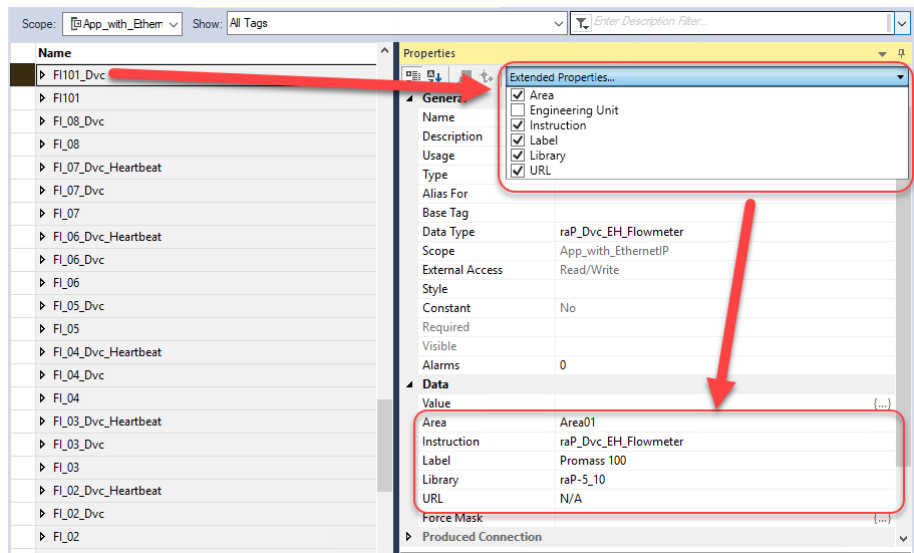 Scope: App_with_Ethern Show: All Tags Enter Description Filter...
Name
FI101_Dvc
FI101
FI_08_Dvc
FI_08
FI_07_Dvc_Heartbeat
FI_07_Dvc
FI_07
FI_06_Dvc_Heartbeat
FI_06_Dvc
FI_06
FI_05_Dvc
FI_05
FI_04_Dvc_Heartbeat
FI_04_Dvc
FI_04
FI_03_Dvc_Heartbeat
FI_03_Dvc
FI_03
FI_02_Dvc_Heartbeat
FI_02_Dvc
FI_02
Properties
Extended Properties...
Area
Engineering Unit
Instruction
Label
Library
URL
General
Name
Description
Usage
Type
Alias For
Base Tag
Data Type raP_Dvc_EH_Flowmeter
Scope App_with_EthernetIP
External Access Read/Write
Style
Constant No
Required
Visible
Alarms 0
Data
Value {...}
Area Area01
Instruction raP_Dvc_EH_Flowmeter
Label Promass 100
Library raP-5_10
URL N/A
Force Mask {...}
Produced Connection